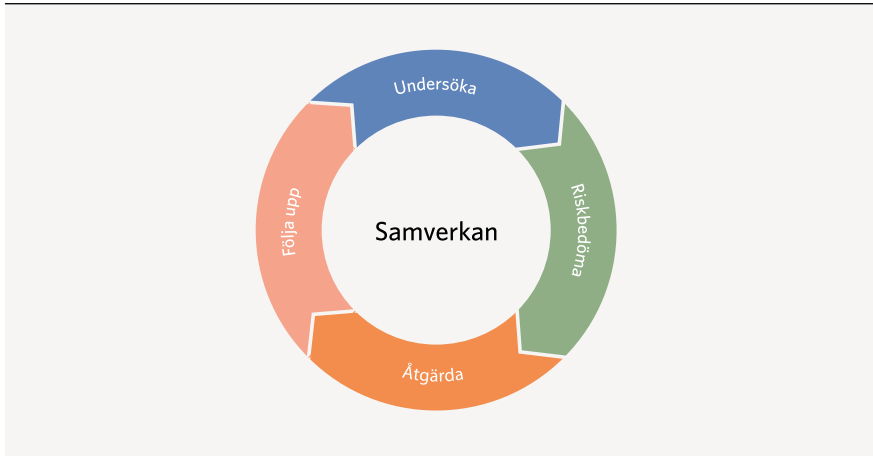 Undersöka
Riskbedöma
Åtgärda
Följa upp
Samverkan